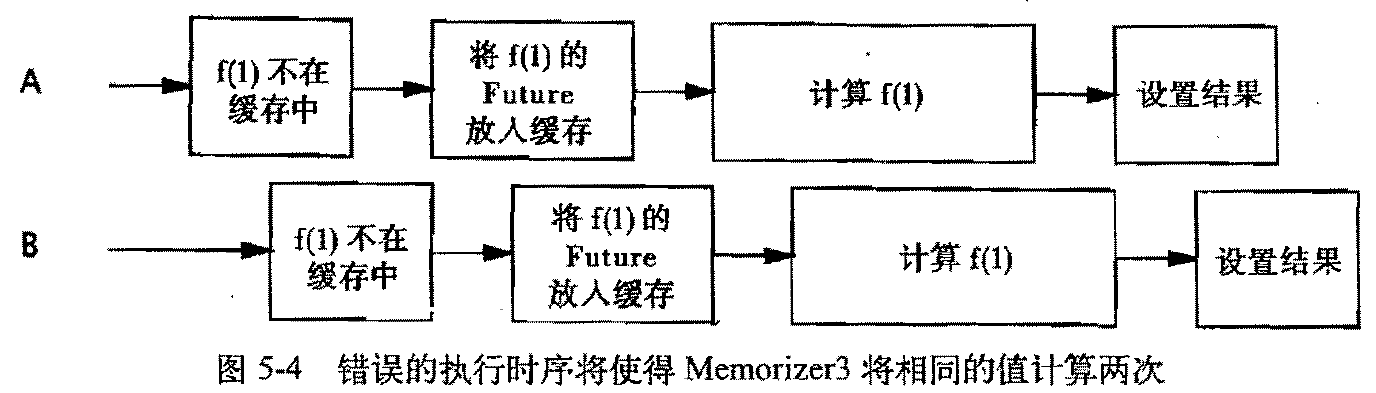 A
f(1) 不在
缓存中
将 f(1) 的
Future
放入缓存
计算 f(1)
设置结果
B
f(1) 不在
缓存中
将 f(1) 的
Future
放入缓存
计算 f(1)
设置结果
图 5-4 错误的执行时序将使得 Memorizer3 将相同的值计算两次